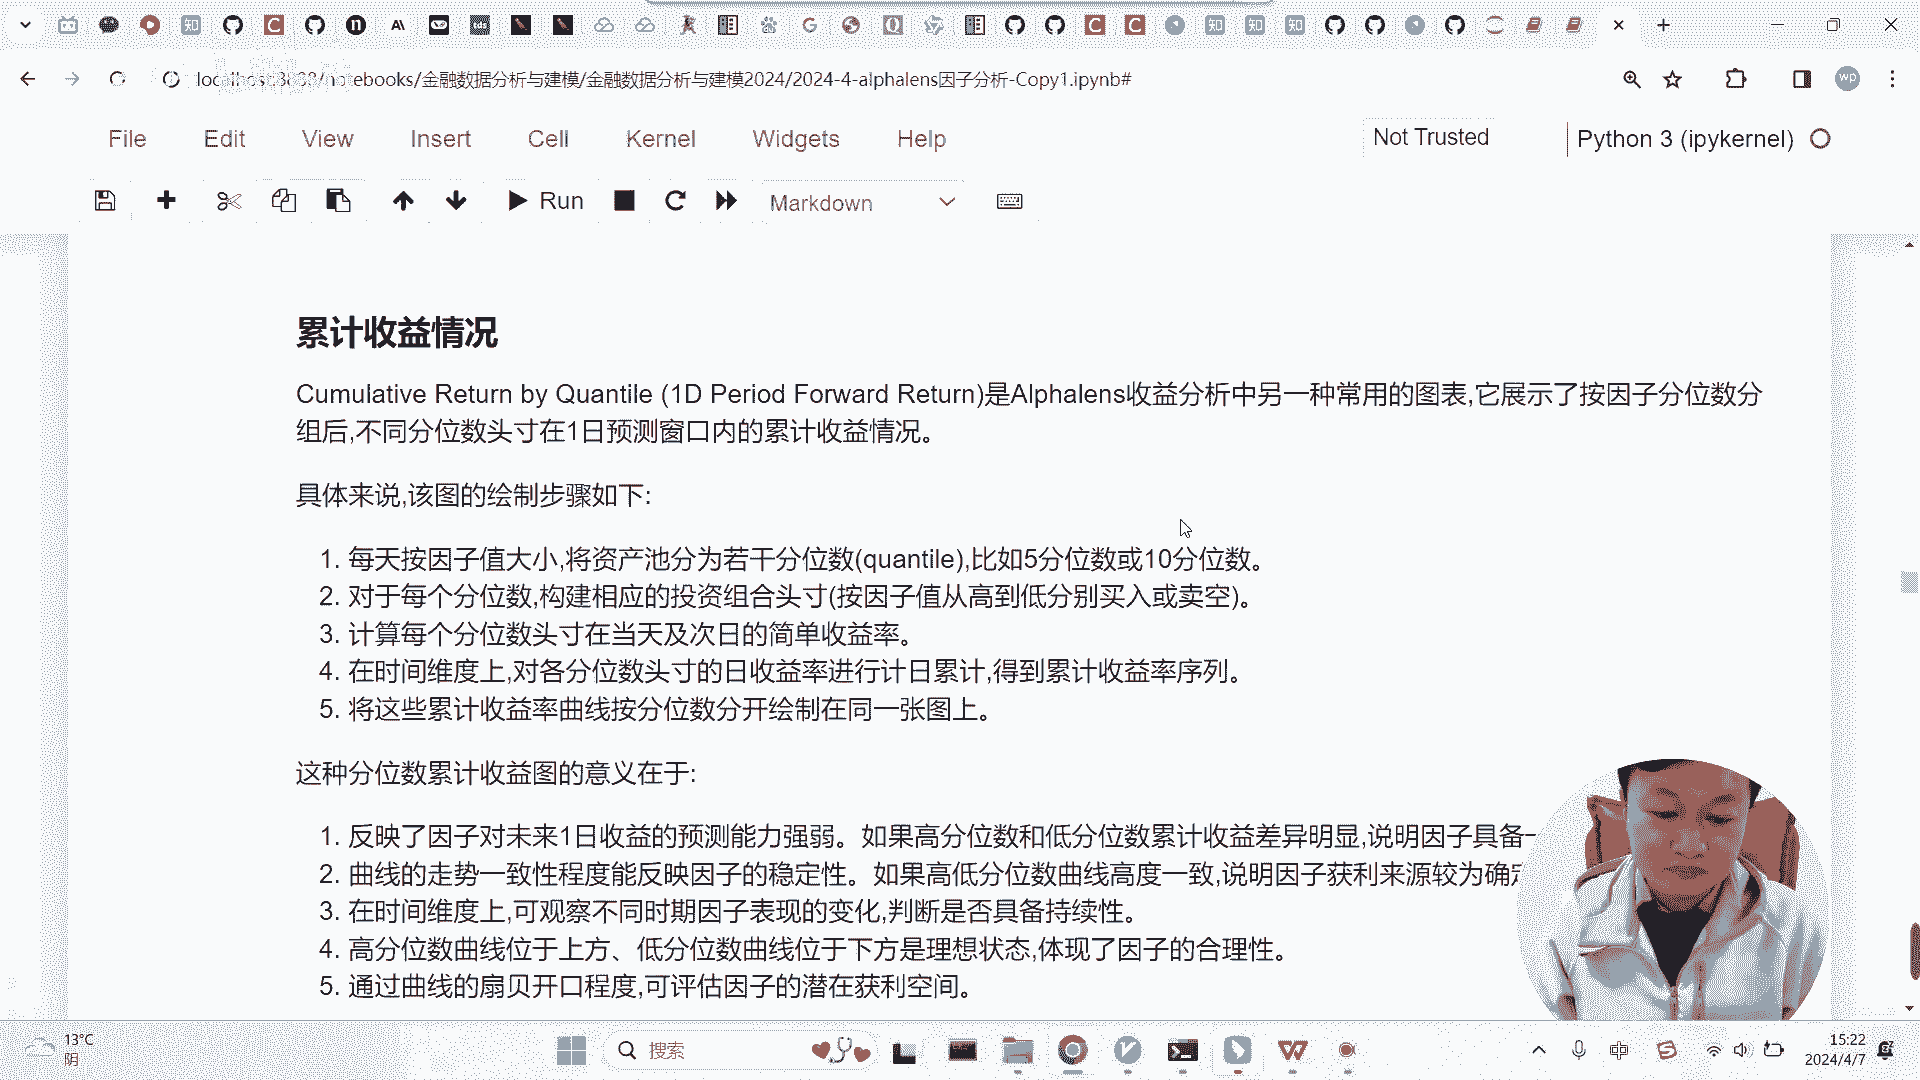 localhost:8888/notebooks/金融数据分析与建模/金融数据分析与建模2024/2024-4-alphalens因子分析-Copy1.ipynb#
wp
File Edit View Insert Cell Kernel Widgets Help
Not Trusted
Python 3 (ipykernel)
Run
Markdown
累计收益情况
Cumulative Return by Quantile (1D Period Forward Return)是Alphalens收益分析中另一种常用的图表,它展示了按因子分位数分
组后,不同分位数头寸在1日预测窗口内的累计收益情况。
具体来说,该图的绘制步骤如下:
1. 每天按因子值大小,将资产池分为若干分位数(quantile),比如5分位数或10分位数。
2. 对于每个分位数,构建相应的投资组合头寸(按因子值从高到低分别买入或卖空)。
3. 计算每个分位数头寸在当天及次日的简单收益率。
4. 在时间维度上,对各分位数头寸的日收益率进行计日累计,得到累计收益率序列。
5. 将这些累计收益率曲线按分位数分开绘制在同一张图上。
这种分位数累计收益图的意义在于:
1. 反映了因子对未来1日收益的预测能力强弱。如果高分位数和低分位数累计收益差异明显,说明因子具备
2. 曲线的走势一致性程度能反映因子的稳定性。如果高低分位数曲线高度一致,说明因子获利来源较为确
3. 在时间维度上,可观察不同时期因子表现的变化,判断是否具备持续性。
4. 高分位数曲线位于上方、低分位数曲线位于下方是理想状态,体现了因子的合理性。
5. 通过曲线的扇贝开口程度,可评估因子的潜在获利空间。
13°C
阴
搜索
中
15:22
2024/4/7